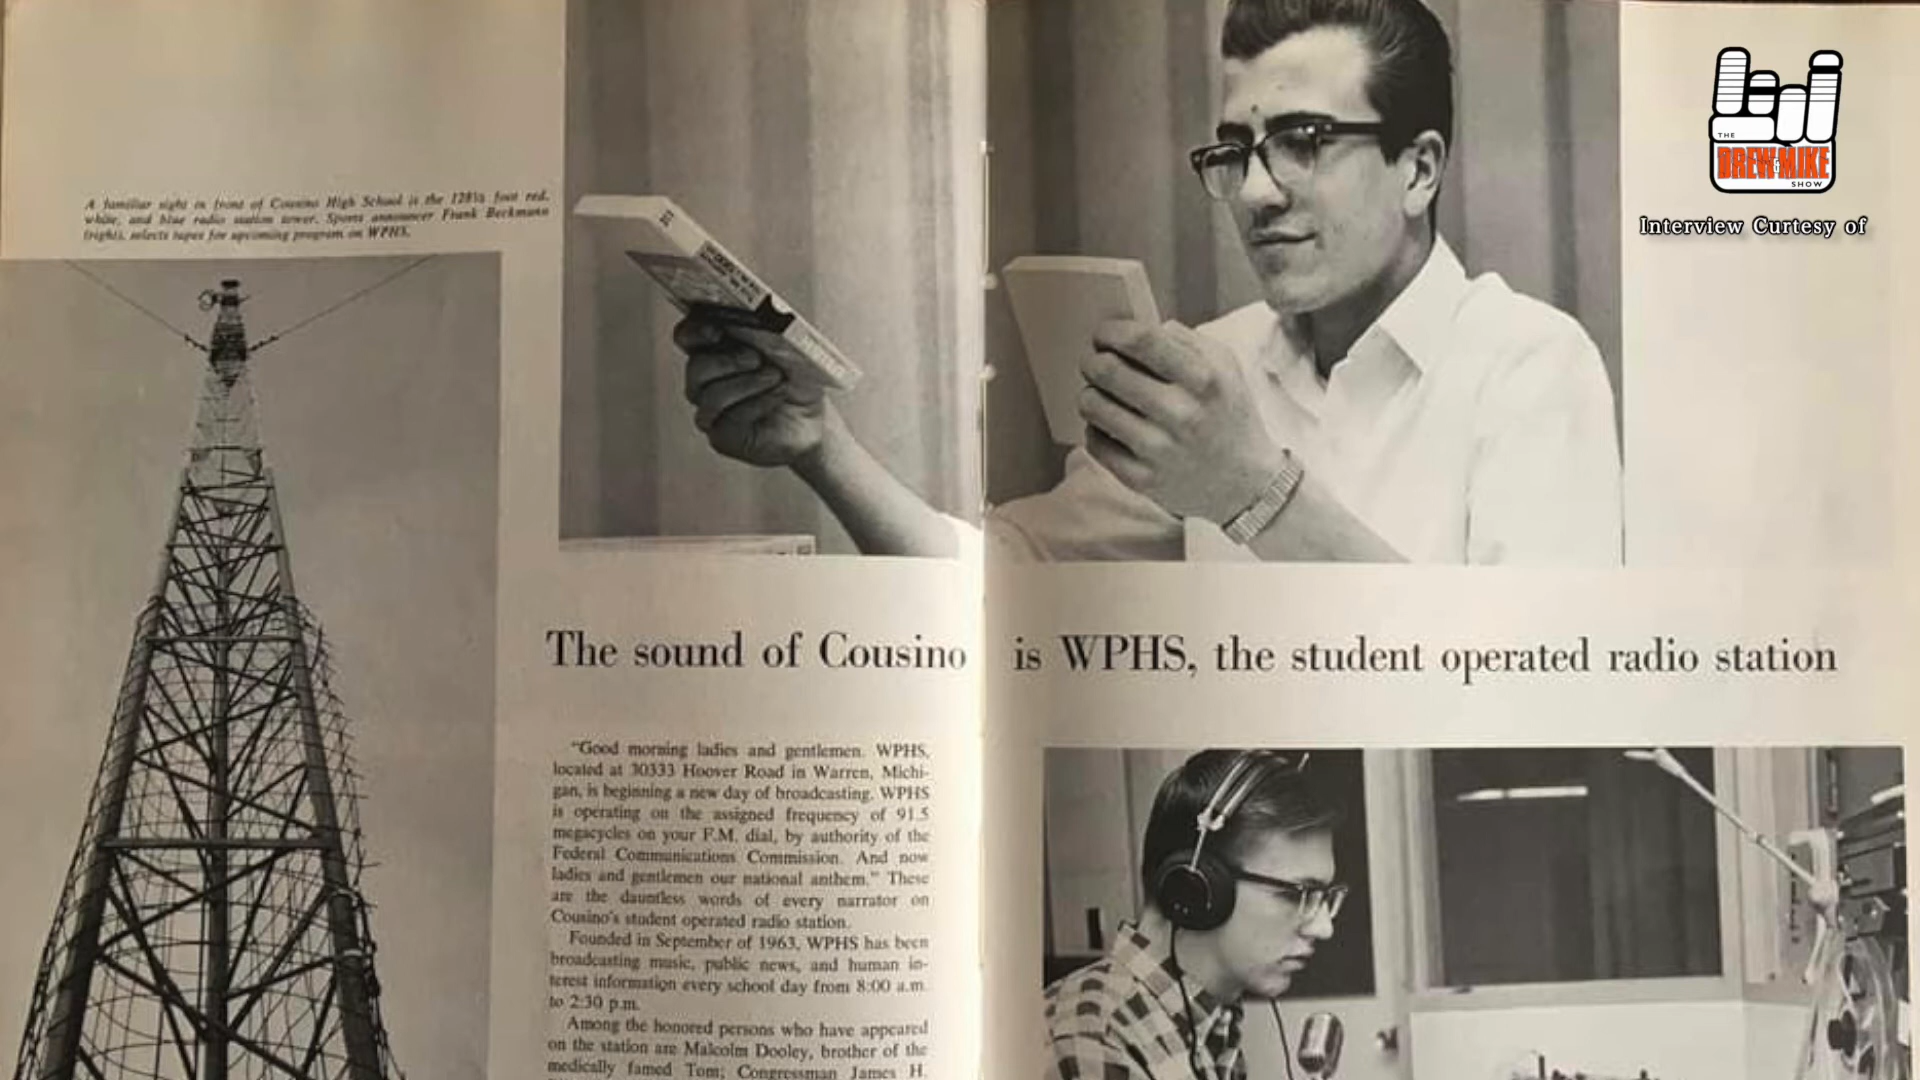 A familiar sight in front of Cousino High School is the 128½ foot red,
white, and blue radio station tower. Sports announcer Frank Beckmann
(right), selects tapes for upcoming program on WPHS.
THE
DREW & MIKE
SHOW
Interview Curtesy of
The sound of Cousino is WPHS, the student operated radio station
"Good morning ladies and gentlemen. WPHS,
located at 30333 Hoover Road in Warren, Michi-
gan, is beginning a new day of broadcasting. WPHS
is operating on the assigned frequency of 91.5
megacycles on your F.M. dial, by authority of the
Federal Communications Commission. And now
ladies and gentlemen our national anthem." These
are the dauntless words of every narrator on
Cousino's student operated radio station.
Founded in September of 1963, WPHS has been
broadcasting music, public news, and human in-
terest information every school day from 8:00 a.m.
to 2:30 p.m.
Among the honored persons who have appeared
on the station are Malcolm Dooley, brother of the
medically famed Tom; Congressman James H.